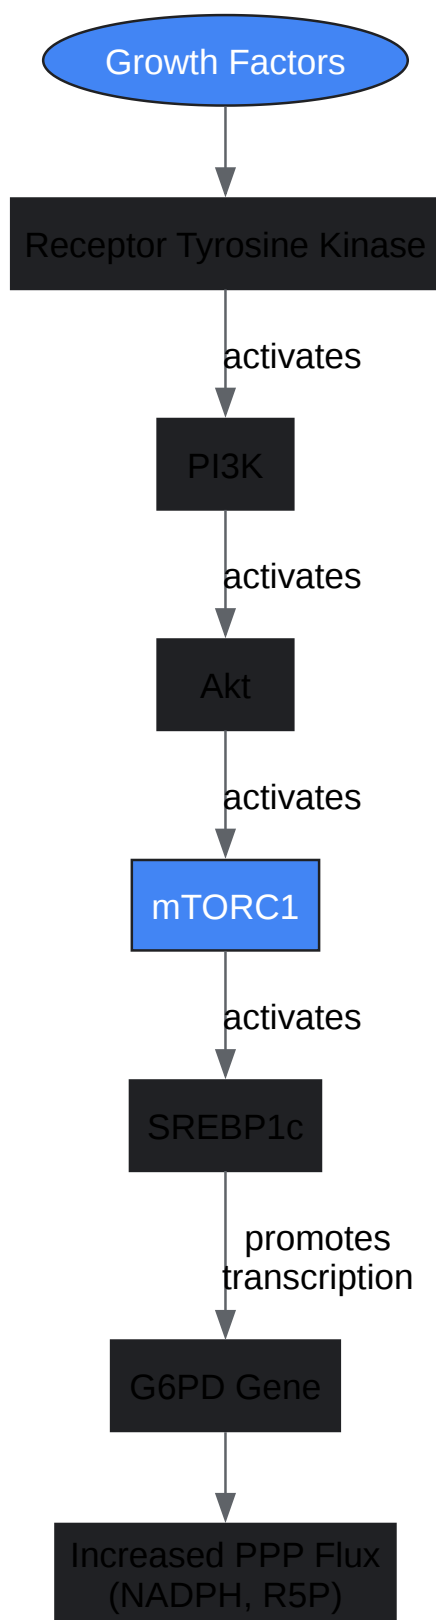 Growth Factors
Receptor Tyrosine Kinase
activates
PI3K
activates
Akt
activates
mTORC1
activates
SREBP1c
promotes
transcription
G6PD Gene
Increased PPP Flux
(NADPH, R5P)